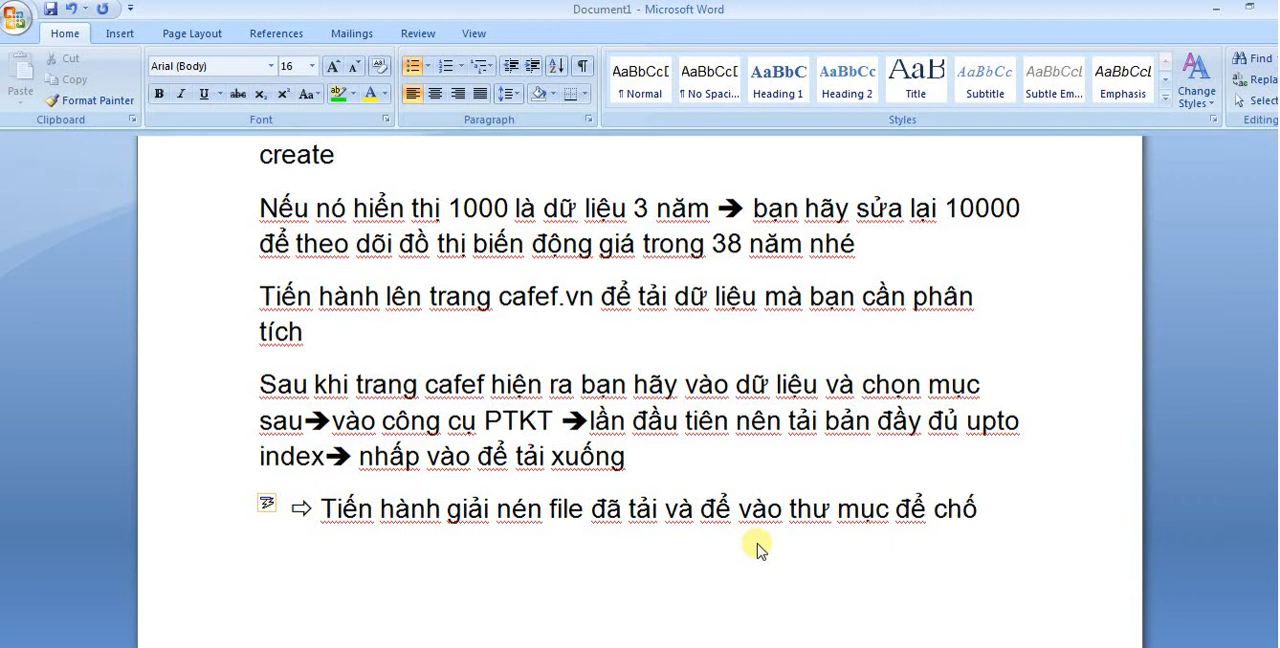 Document1 - Microsoft Word
Home Insert Page Layout References Mailings Review View
Paste
Cut
Copy
Format Painter
Clipboard
Arial (Body) 16
Font
Paragraph
AaBbCcD AaBbCcD AaBbC AaBbCc AaB AaBbCc AaBbCcD AaBbCcD
¶ Normal ¶ No Spaci... Heading 1 Heading 2 Title Subtitle Subtle Em... Emphasis
Change Styles
Styles
Find
Repla
Select
Editing
create
Nếu nó hiển thị 1000 là dữ liệu 3 năm ➔ bạn hãy sửa lại 10000
để theo dõi đồ thị biến động giá trong 38 năm nhé
Tiến hành lên trang cafef.vn để tải dữ liệu mà bạn cần phân
tích
Sau khi trang cafef hiện ra bạn hãy vào dữ liệu và chọn mục
sau➔vào công cụ PTKT ➔lần đầu tiên nên tải bản đầy đủ upto
index➔ nhấp vào để tải xuống
⇨ Tiến hành giải nén file đã tải và để vào thư mục để chố